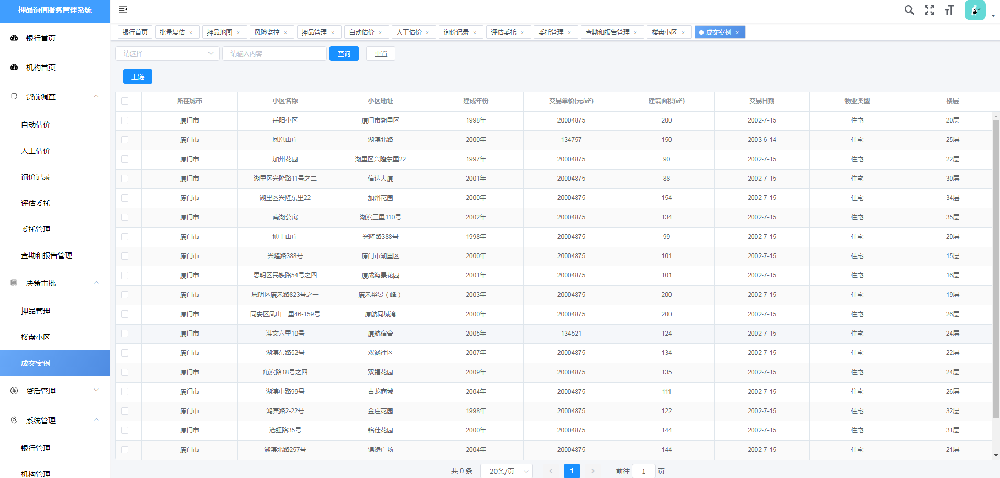 押品询值服务管理系统
银行首页
机构首页
贷前调查
自动估价
人工估价
询价记录
评估委托
委托管理
查勘和报告管理
决策审批
押品管理
楼盘小区
成交案例
贷后管理
系统管理
银行管理
机构管理
银行首页 批量复估 × 押品地图 × 风险监控 × 押品管理 × 自动估价 × 人工估价 × 询价记录 × 评估委托 × 委托管理 × 查勘和报告管理 × 楼盘小区 × 成交案例 ×
请选择 请输入内容 查询 重置
上链
所在城市 小区名称 小区地址 建成年份 交易单价(元/㎡) 建筑面积(㎡) 交易日期 物业类型 楼层
厦门市 岳阳小区 厦门市湖里区 1998年 20004875 200 2002-7-15 住宅 20层
厦门市 凤凰山庄 湖滨北路 2000年 134757 150 2003-6-14 住宅 25层
厦门市 加州花园 湖里区兴隆东里22 1997年 20004875 90 2002-7-15 住宅 22层
厦门市 湖里区兴隆路11号之二 信达大厦 2001年 20004875 88 2002-7-15 住宅 30层
厦门市 湖里区兴隆东里22 加州花园 2000年 20004875 154 2002-7-15 住宅 34层
厦门市 南湖公寓 湖滨三里110号 2002年 20004875 134 2002-7-15 住宅 35层
厦门市 博士山庄 兴隆路388号 1998年 20004875 99 2002-7-15 住宅 20层
厦门市 兴隆路388号 厦门市湖里区 2000年 20004875 101 2002-7-15 住宅 15层
厦门市 思明区民族路54号之四 厦成海景花园 2001年 20004875 101 2002-7-15 住宅 16层
厦门市 思明区厦禾路823号之一 厦禾裕景（峰） 2003年 20004875 200 2002-7-15 住宅 19层
厦门市 同安区凤山一里46-159号 厦航同城湾 2000年 20004875 200 2002-7-15 住宅 26层
厦门市 洪文六里10号 厦航宿舍 2005年 134521 124 2002-7-15 住宅 24层
厦门市 湖滨东路52号 双涵社区 2007年 20004875 134 2002-7-15 住宅 22层
厦门市 角滨路18号之四 双福花园 2009年 20004875 135 2002-7-15 住宅 24层
厦门市 湖滨中路99号 古龙商城 2004年 20004875 111 2002-7-15 住宅 26层
厦门市 鸿宾路2-22号 金庄花园 1998年 20004875 122 2002-7-15 住宅 32层
厦门市 沧虹路35号 铭仕花园 2000年 20004875 144 2002-7-15 住宅 31层
厦门市 湖滨北路257号 锦绣广场 2004年 20004875 144 2002-7-15 住宅 21层
共 0 条 20条/页 1 前往 1 页